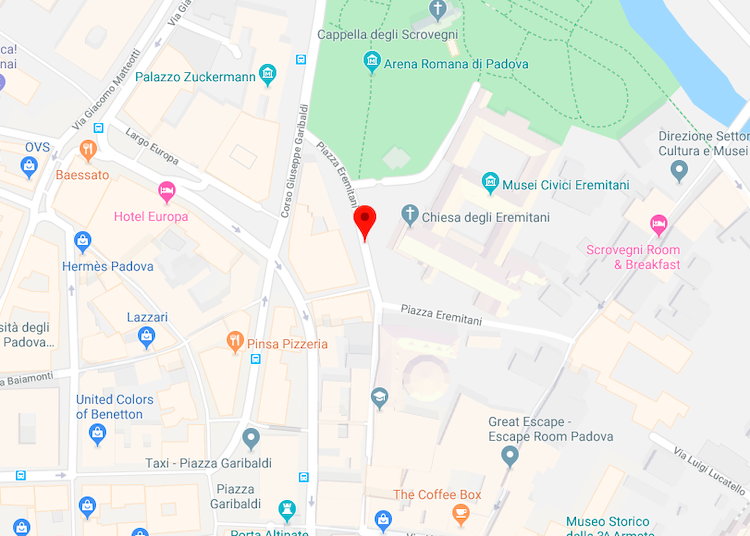 Via Gia
Cappella degli Scrovegni
Via Giacomo Matteotti
ca!
nai
Palazzo Zuckermann
Arena Romana di Padova
Corso Giuseppe Garibaldi
Largo Europa
OVS
Baessato
Piazza Eremitani
Direzione Settor
Cultura e Musei
Musei Civici Eremitani
Hotel Europa
Chiesa degli Eremitani
Scrovegni Room
& Breakfast
Hermès Padova
Lazzari
Piazza Eremitani
sità degli
Padova...
Pinsa Pizzeria
a Baiamonti
United Colors
of Benetton
Great Escape -
Escape Room Padova
Taxi - Piazza Garibaldi
Via Luigi Lucatello
Piazza
Garibaldi
The Coffee Box
Porta Altinate
Museo Storico
della 3ª Armata